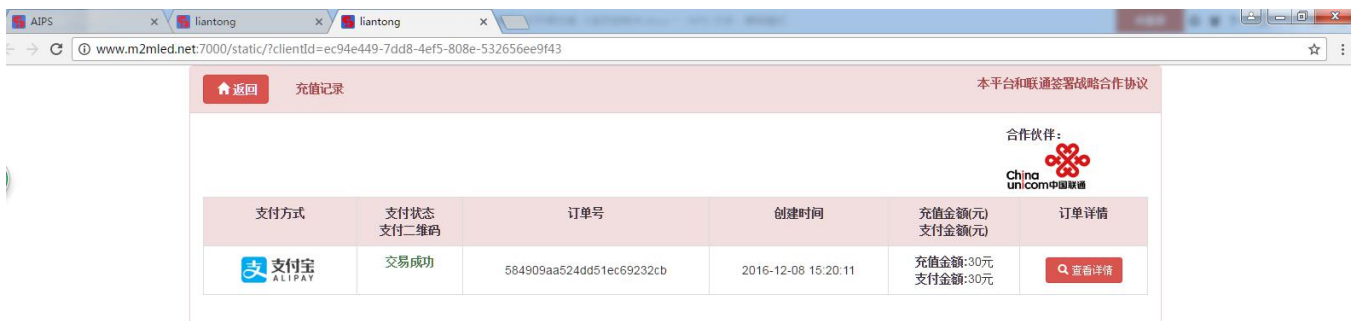 AIPS
liantong
liantong
www.m2mled.net:7000/static/?clientId=ec94e449-7dd8-4ef5-808e-532656ee9f43
返回
充值记录
本平台和联通签署战略合作协议
合作伙伴:
China
unicom中国联通
支付方式
支付状态
支付二维码
订单号
创建时间
充值金额(元)
支付金额(元)
订单详情
支 支付宝
ALIPAY
交易成功
584909aa524dd51ec69232cb
2016-12-08 15:20:11
充值金额:30元
支付金额:30元
查看详情